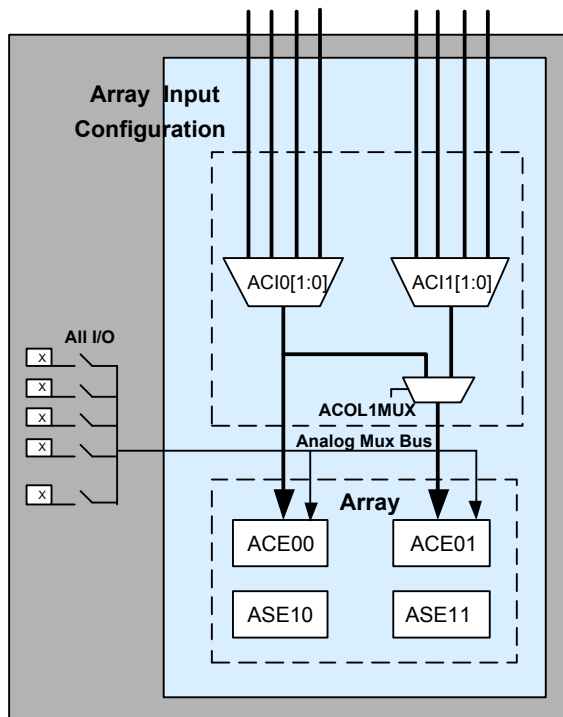 Array Input
Configuration
ACI0[1:0]
ACI1[1:0]
All I/O
X
X
X
X
X
ACOL1MUX
Analog Mux Bus
Array
ACE00
ACE01
ASE10
ASE11